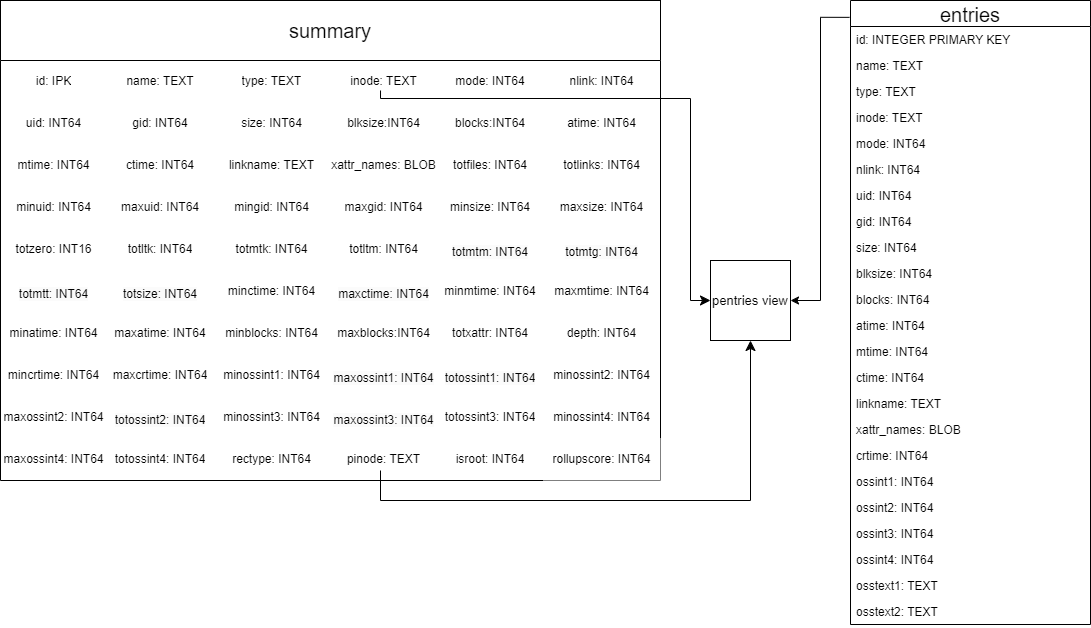 summary
id: IPK name: TEXT type: TEXT inode: TEXT mode: INT64 nlink: INT64
uid: INT64 gid: INT64 size: INT64 blksize:INT64 blocks:INT64 atime: INT64
mtime: INT64 ctime: INT64 linkname: TEXT xattr_names: BLOB totfiles: INT64 totlinks: INT64
minuid: INT64 maxuid: INT64 mingid: INT64 maxgid: INT64 minsize: INT64 maxsize: INT64
totzero: INT16 totltk: INT64 totmtk: INT64 totltm: INT64 totmtm: INT64 totmtg: INT64
totmtt: INT64 totsize: INT64 minctime: INT64 maxctime: INT64 minmtime: INT64 maxmtime: INT64
minatime: INT64 maxatime: INT64 minblocks: INT64 maxblocks:INT64 totxattr: INT64 depth: INT64
mincrtime: INT64 maxcrtime: INT64 minossint1: INT64 maxossint1: INT64 totossint1: INT64 minossint2: INT64
maxossint2: INT64 totossint2: INT64 minossint3: INT64 maxossint3: INT64 totossint3: INT64 minossint4: INT64
maxossint4: INT64 totossint4: INT64 rectype: INT64 pinode: TEXT isroot: INT64 rollupscore: INT64
pentries view
entries
id: INTEGER PRIMARY KEY
name: TEXT
type: TEXT
inode: TEXT
mode: INT64
nlink: INT64
uid: INT64
gid: INT64
size: INT64
blksize: INT64
blocks: INT64
atime: INT64
mtime: INT64
ctime: INT64
linkname: TEXT
xattr_names: BLOB
crtime: INT64
ossint1: INT64
ossint2: INT64
ossint3: INT64
ossint4: INT64
osstext1: TEXT
osstext2: TEXT